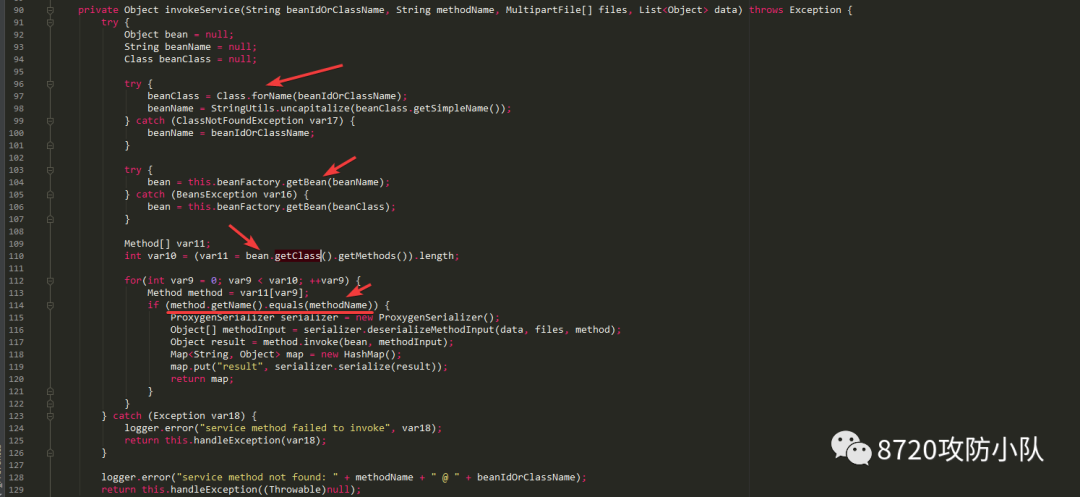 90 private Object invokeService(String beanIdOrClassName, String methodName, MultipartFile[] files, List<Object> data) throws Exception {
91 try {
92 Object bean = null;
93 String beanName = null;
94 Class beanClass = null;
95
96 try {
97 beanClass = Class.forName(beanIdOrClassName);
98 beanName = StringUtils.uncapitalize(beanClass.getSimpleName());
99 } catch (ClassNotFoundException var17) {
100 beanName = beanIdOrClassName;
101 }
102
103 try {
104 bean = this.beanFactory.getBean(beanName);
105 } catch (BeansException var16) {
106 bean = this.beanFactory.getBean(beanClass);
107 }
108
109 Method[] var11;
110 int var10 = (var11 = bean.getClass().getMethods()).length;
111
112 for(int var9 = 0; var9 < var10; ++var9) {
113 Method method = var11[var9];
114 if (method.getName().equals(methodName)) {
115 ProxygenSerializer serializer = new ProxygenSerializer();
116 Object[] methodInput = serializer.deserializeMethodInput(data, files, method);
117 Object result = method.invoke(bean, methodInput);
118 Map<String, Object> map = new HashMap();
119 map.put("result", serializer.serialize(result));
120 return map;
121 }
122 }
123 } catch (Exception var18) {
124 logger.error("service method failed to invoke", var18);
125 return this.handleException(var18);
126 }
127
128 logger.error("service method not found: " + methodName + " @ " + beanIdOrClassName);
129 return this.handleException((Throwable)null);
8720攻防小队